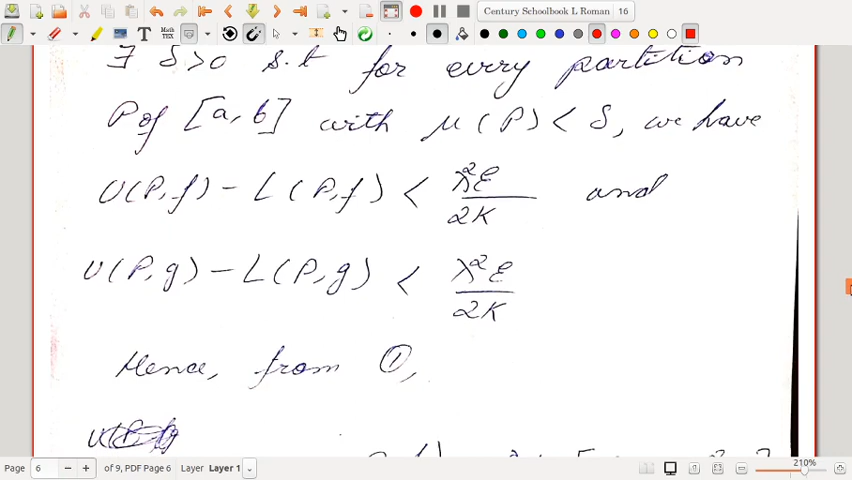 Century Schoolbook L Roman 16
∃ δ>0 s.t for every partition
P of [a, b] with μ(P) < δ, we have
U(P,f) - L(P,f) < λ²ε/2K and
U(P,g) - L(P,g) < λ²ε/2K
Hence, from ①,
Page 6 of 9, PDF Page 6 Layer Layer 1 210%